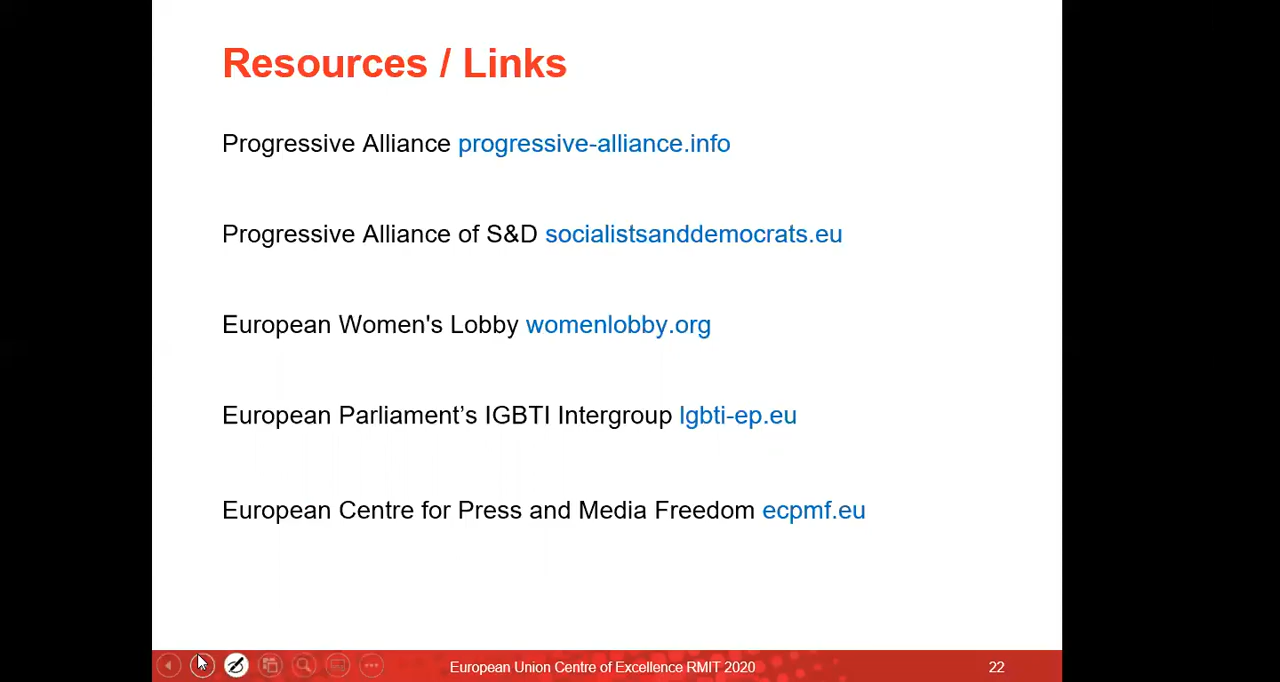 Resources / Links
Progressive Alliance progressive-alliance.info
Progressive Alliance of S&D socialistsanddemocrats.eu
European Women's Lobby womenlobby.org
European Parliament’s IGBTI Intergroup lgbti-ep.eu
European Centre for Press and Media Freedom ecpmf.eu
European Union Centre of Excellence RMIT 2020
22